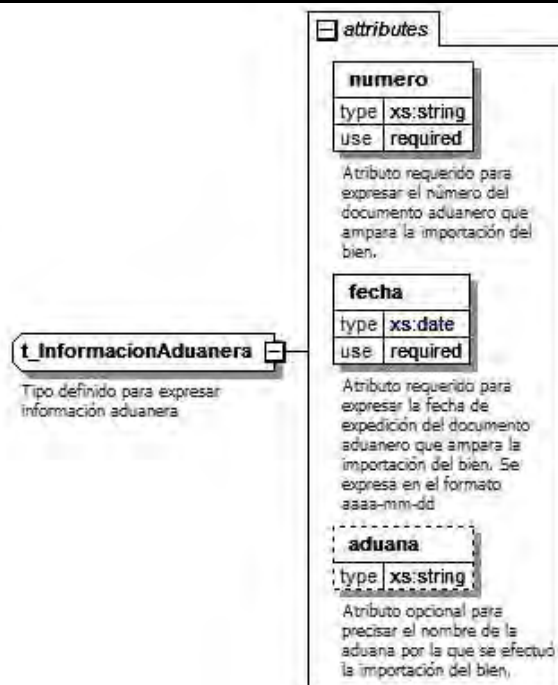 attributes
numero
type xs:string
use required
Atributo requerido para
expresar el número del
documento aduanero que
ampara la importación del
bien.
fecha
type xs:date
use required
Atributo requerido para
expresar la fecha de
expedición del documento
aduanero que ampara la
importación del bien. Se
expresa en el formato
aaaa-mm-dd
t_InformacionAduanera
Tipo definido para expresar
información aduanera
aduana
type xs:string
Atributo opcional para
precisar el nombre de la
aduana por la que se efectuó
la importación del bien.